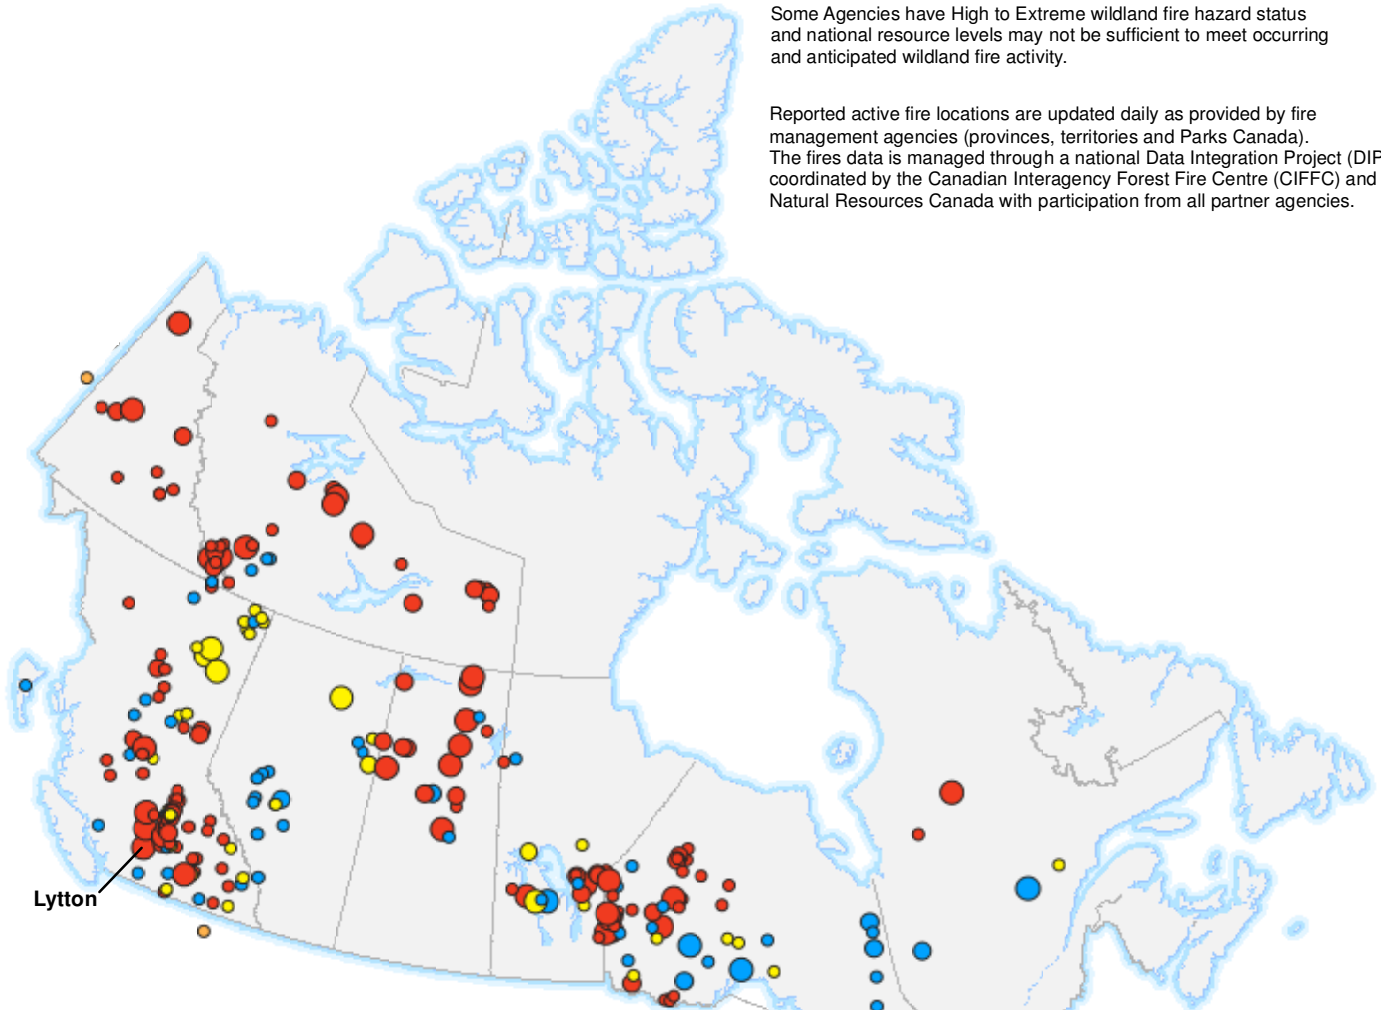 Some Agencies have High to Extreme wildland fire hazard status
and national resource levels may not be sufficient to meet occurring
and anticipated wildland fire activity.
Reported active fire locations are updated daily as provided by fire
management agencies (provinces, territories and Parks Canada).
The fires data is managed through a national Data Integration Project (DIP
coordinated by the Canadian Interagency Forest Fire Centre (CIFFC) and
Natural Resources Canada with participation from all partner agencies.
Lytton